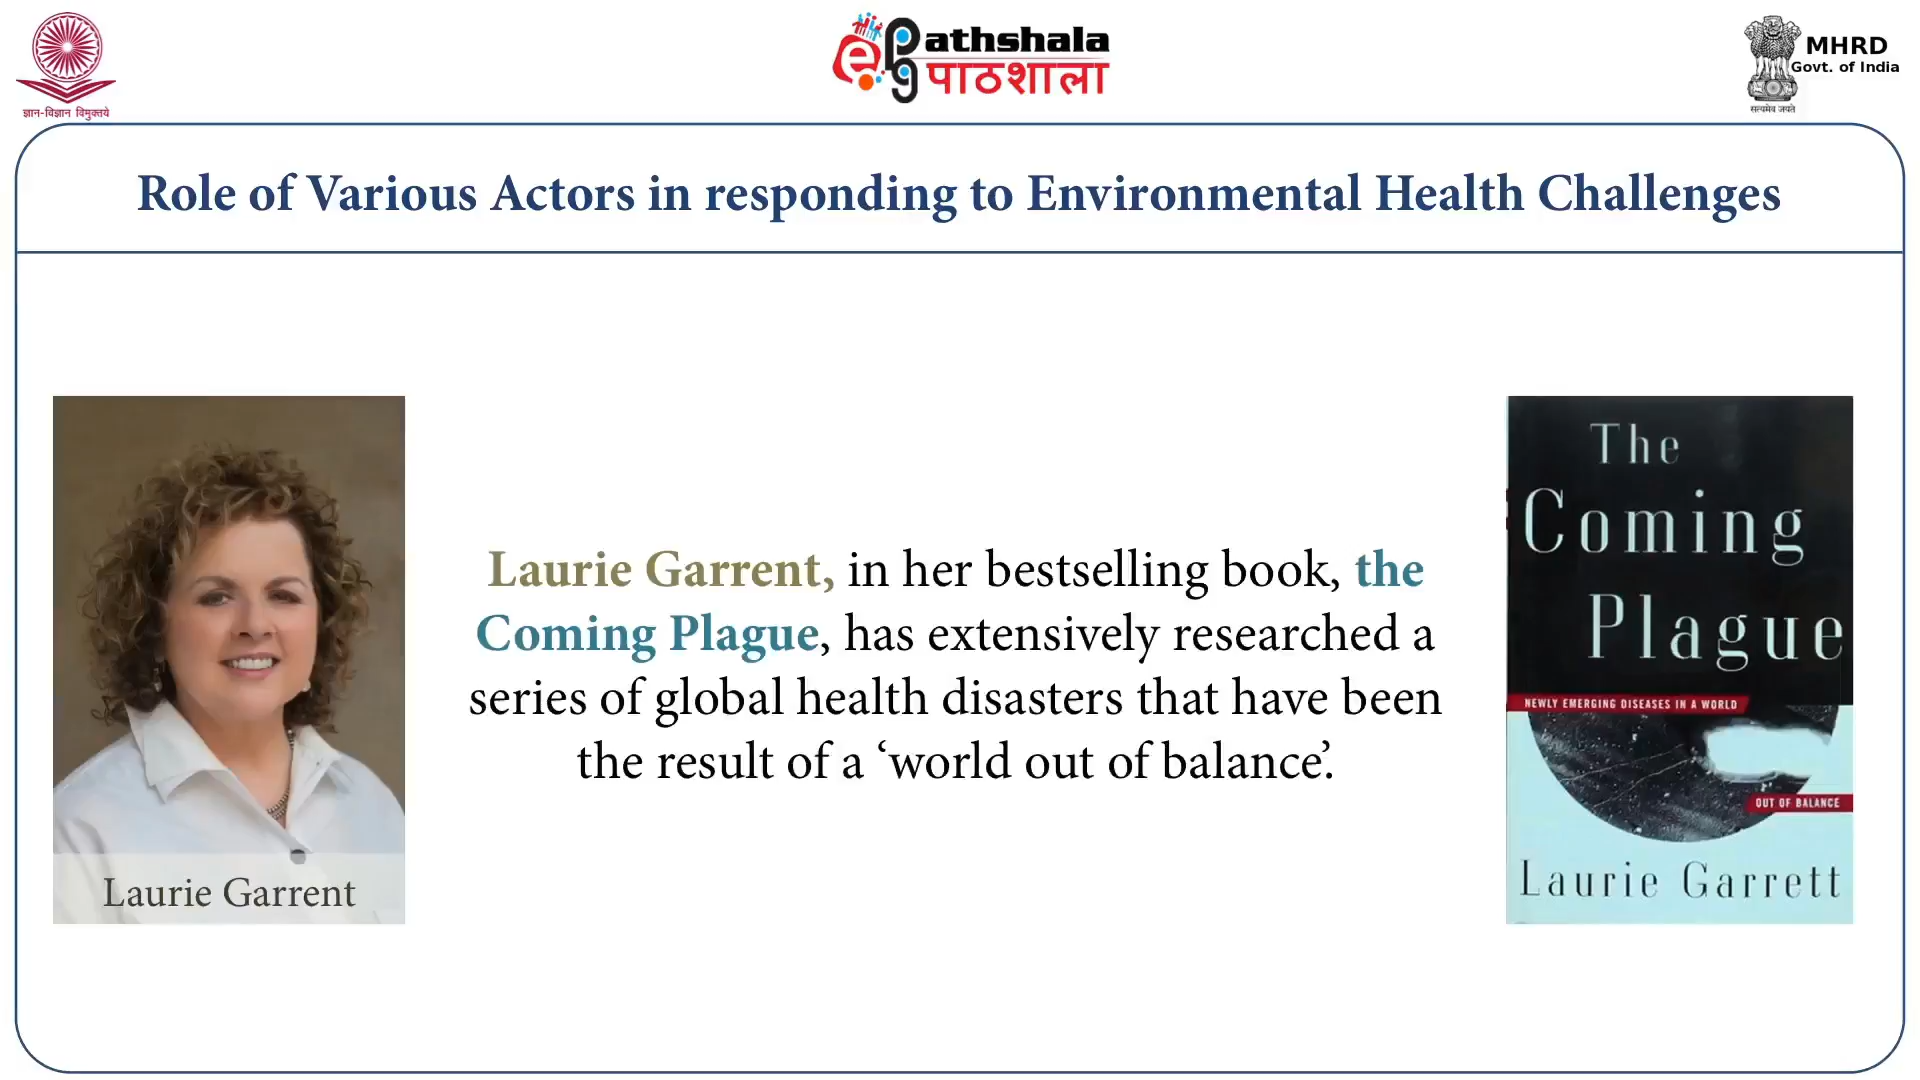 ज्ञान-विज्ञान विमुक्तये
ePG Pathshala
पाठशाला
MHRD
Govt. of India
सत्यमेव जयते
Role of Various Actors in responding to Environmental Health Challenges
Laurie Garrent, in her bestselling book, the
Coming Plague, has extensively researched a
series of global health disasters that have been
the result of a ‘world out of balance’.
Laurie Garrent
The
Coming
Plague
NEWLY EMERGING DISEASES IN A WORLD
OUT OF BALANCE
Laurie Garrett